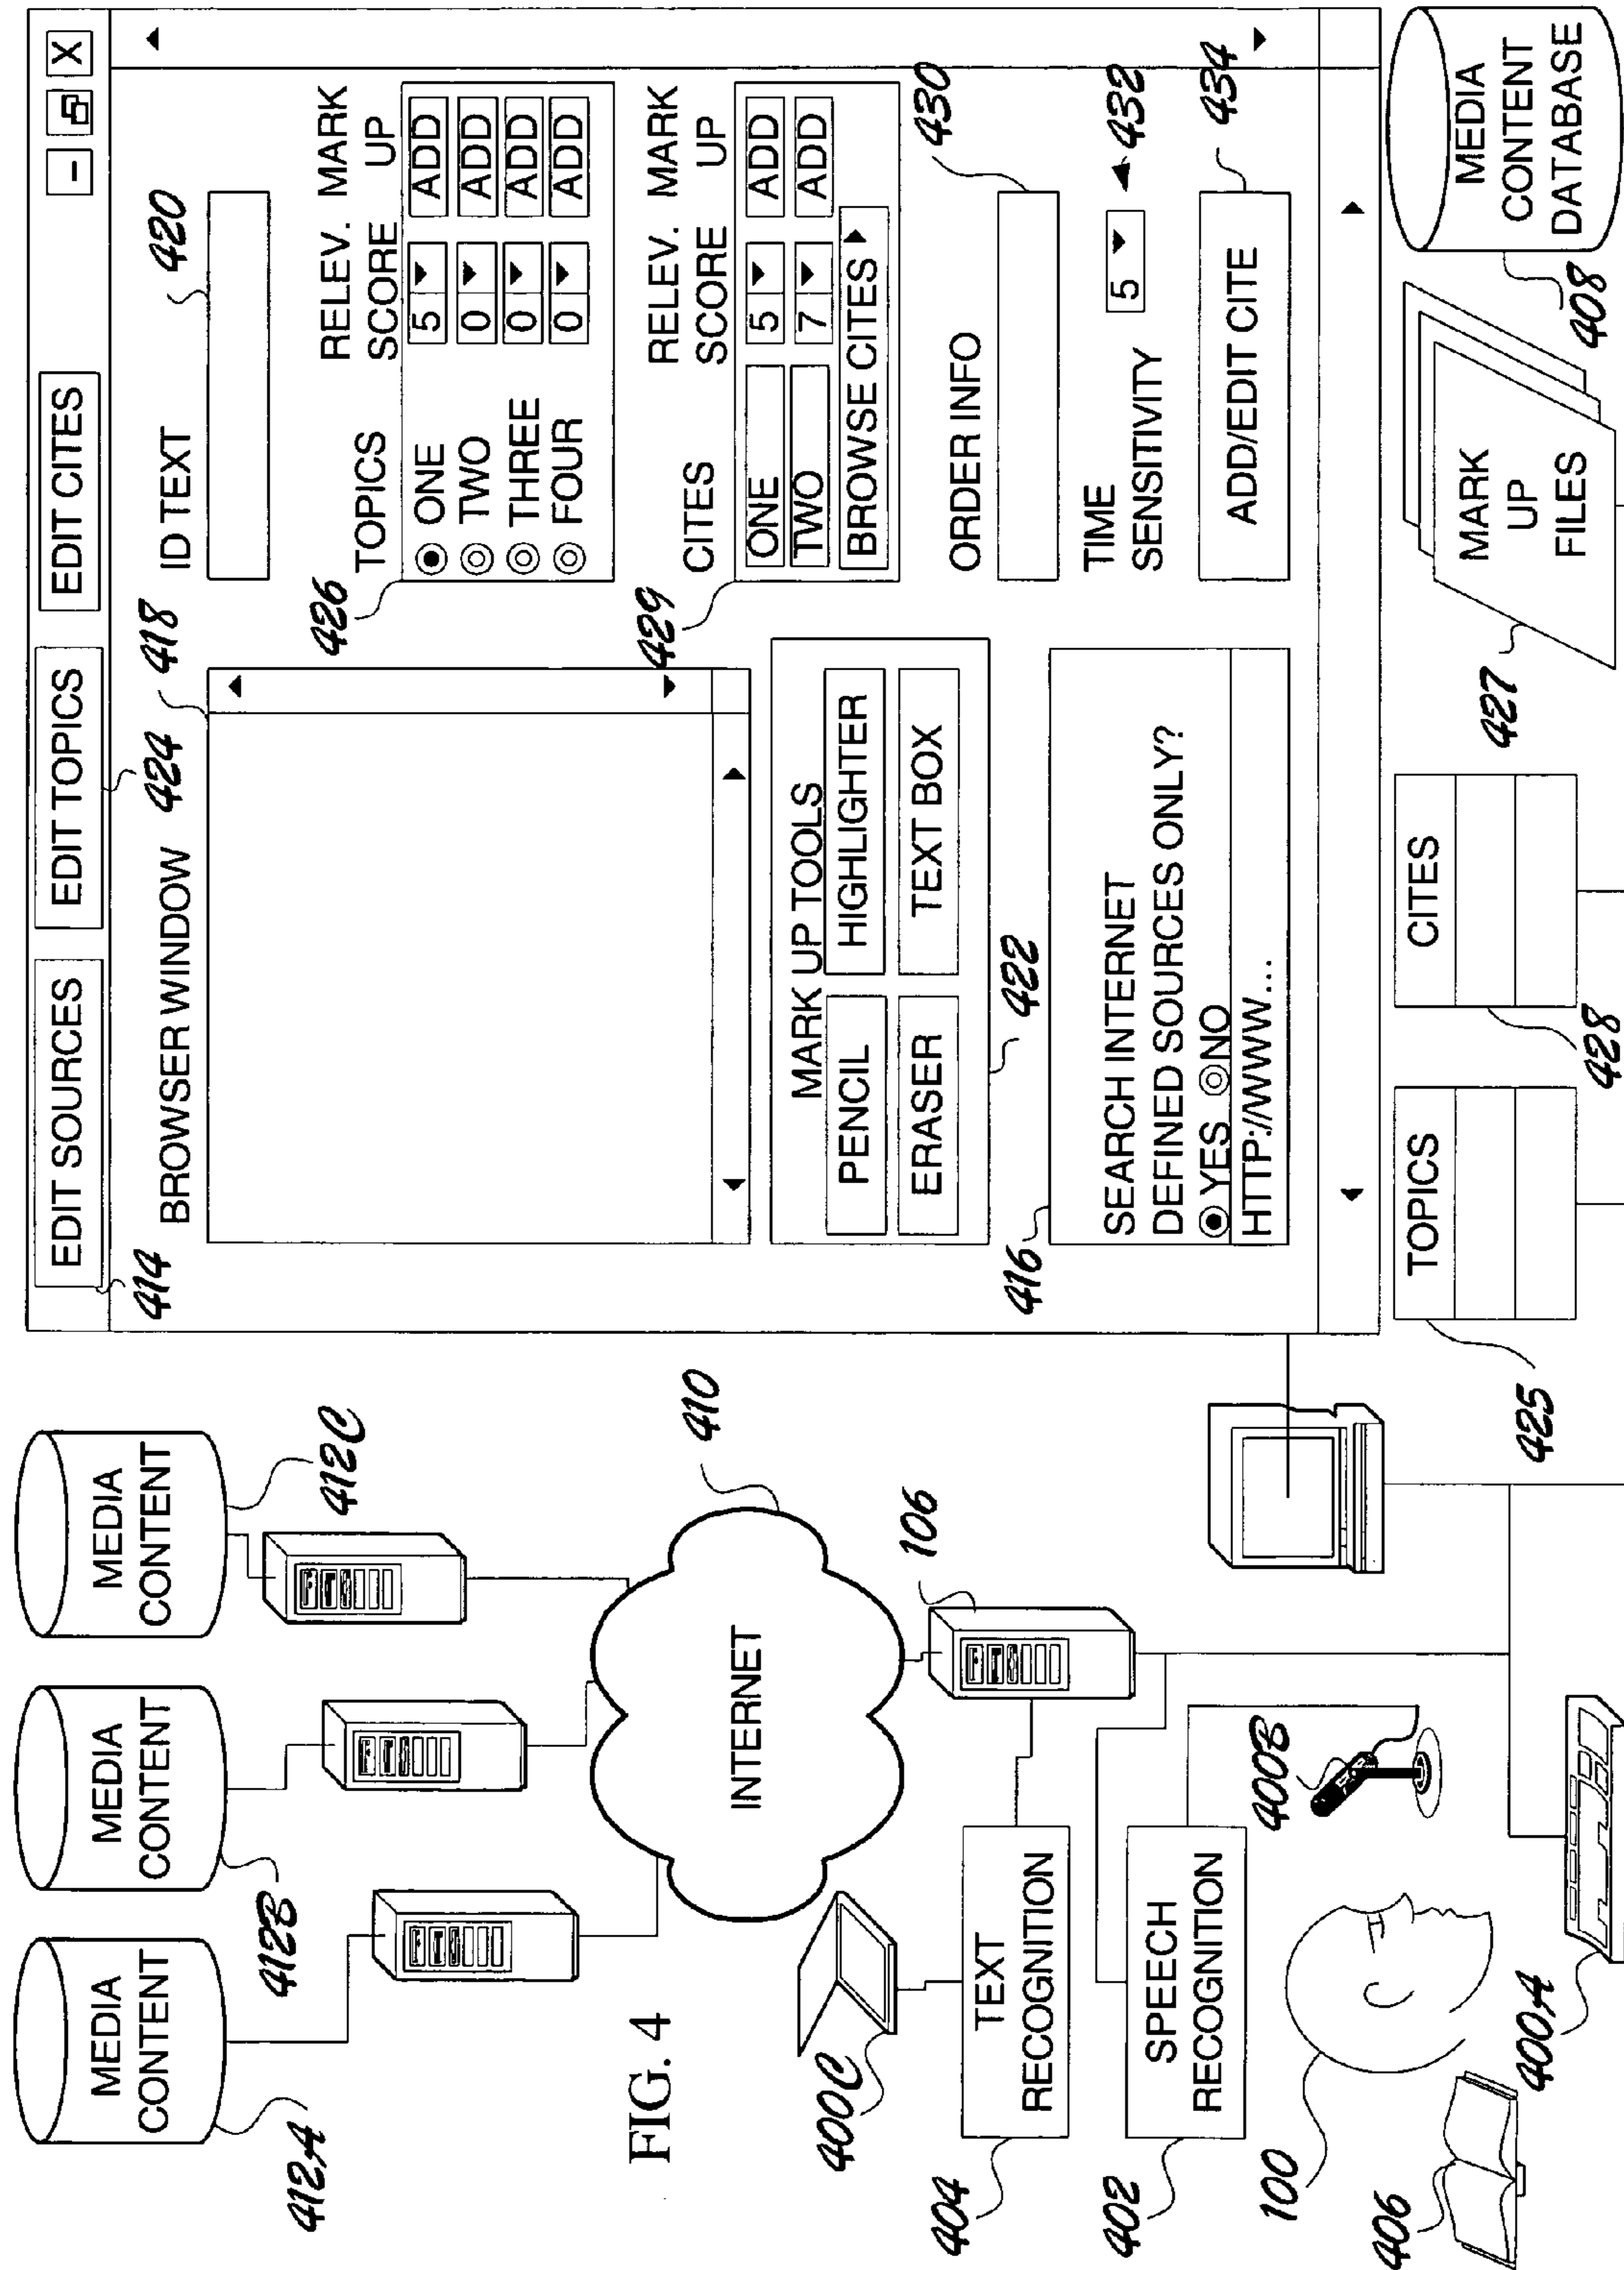 MEDIA
CONTENT
412A
MEDIA
CONTENT
412B
MEDIA
CONTENT
412C
FIG. 4
INTERNET
410
400C
106
TEXT
RECOGNITION
404
SPEECH
RECOGNITION
402
400B
100
406
400A
EDIT SOURCES
EDIT TOPICS
EDIT CITES
– X
414
424
BROWSER WINDOW
418
ID TEXT
420
TOPICS
RELEV.
SCORE
MARK
UP
426
ONE 5 ADD
TWO 0 ADD
THREE 0 ADD
FOUR 0 ADD
CITES
RELEV.
SCORE
MARK
UP
429
ONE 5 ADD
TWO 7 ADD
BROWSE CITES
MARK UP TOOLS
PENCIL HIGHLIGHTER
ERASER TEXT BOX
422
ORDER INFO
430
TIME
SENSITIVITY
5
432
416
SEARCH INTERNET
DEFINED SOURCES ONLY?
YES NO
HTTP://WWW...
ADD/EDIT CITE
434
TOPICS
425
CITES
428
MARK
UP
FILES
427
MEDIA
CONTENT
DATABASE
408